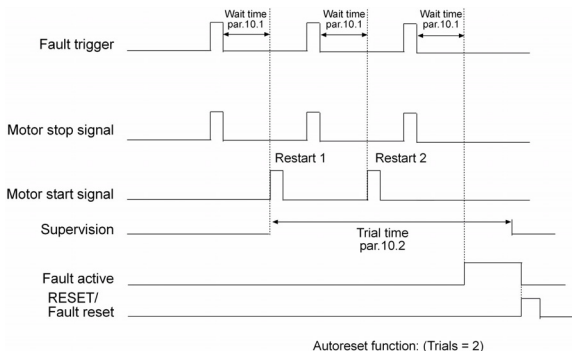 Wait time
par.10.1
Wait time
par.10.1
Wait time
par.10.1
Fault trigger
Motor stop signal
Restart 1
Restart 2
Motor start signal
Supervision
Trial time
par.10.2
Fault active
RESET/
Fault reset
Autoreset function: (Trials = 2)